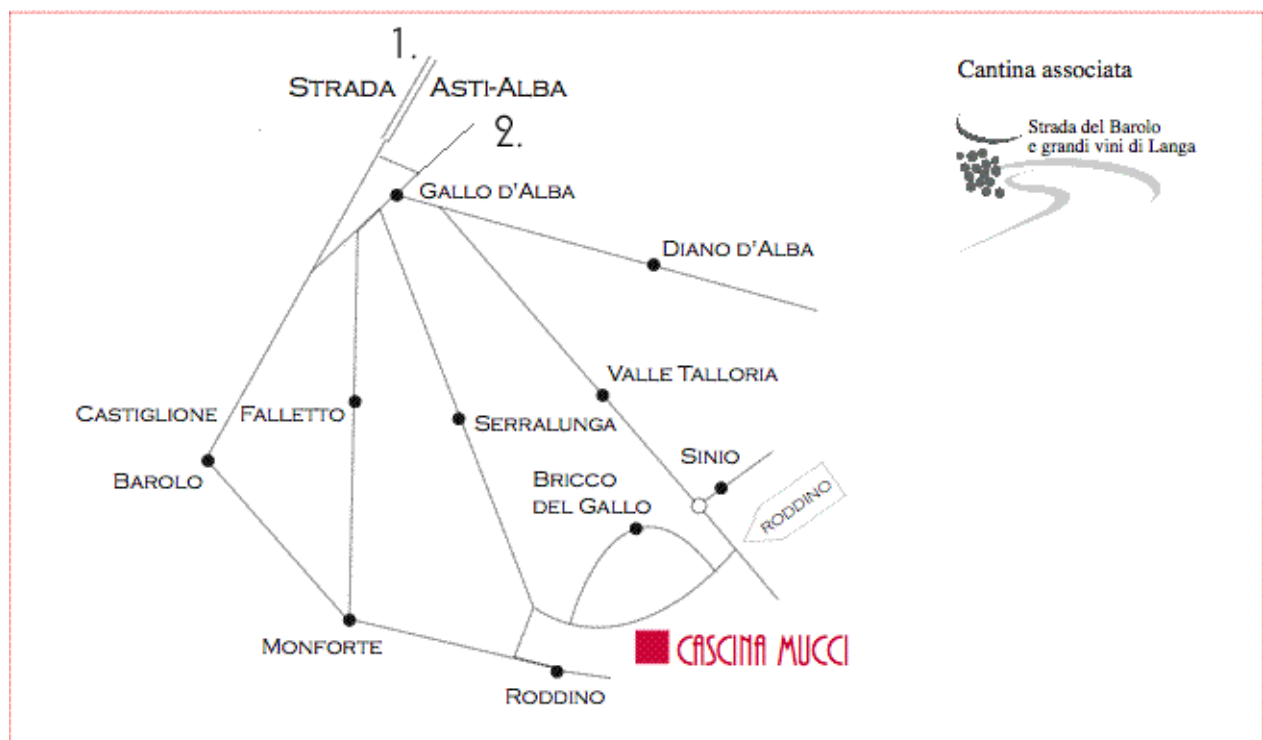 1.
STRADA ASTI-ALBA
2.
GALLO D'ALBA
DIANO D'ALBA
VALLE TALLORIA
CASTIGLIONE FALLETTO
SERRALUNGA
BAROLO
SINIO
BRICCO
DEL GALLO
RODDINO
MONFORTE
CASCINA MUCCI
RODDINO
Cantina associata
Strada del Barolo
e grandi vini di Langa